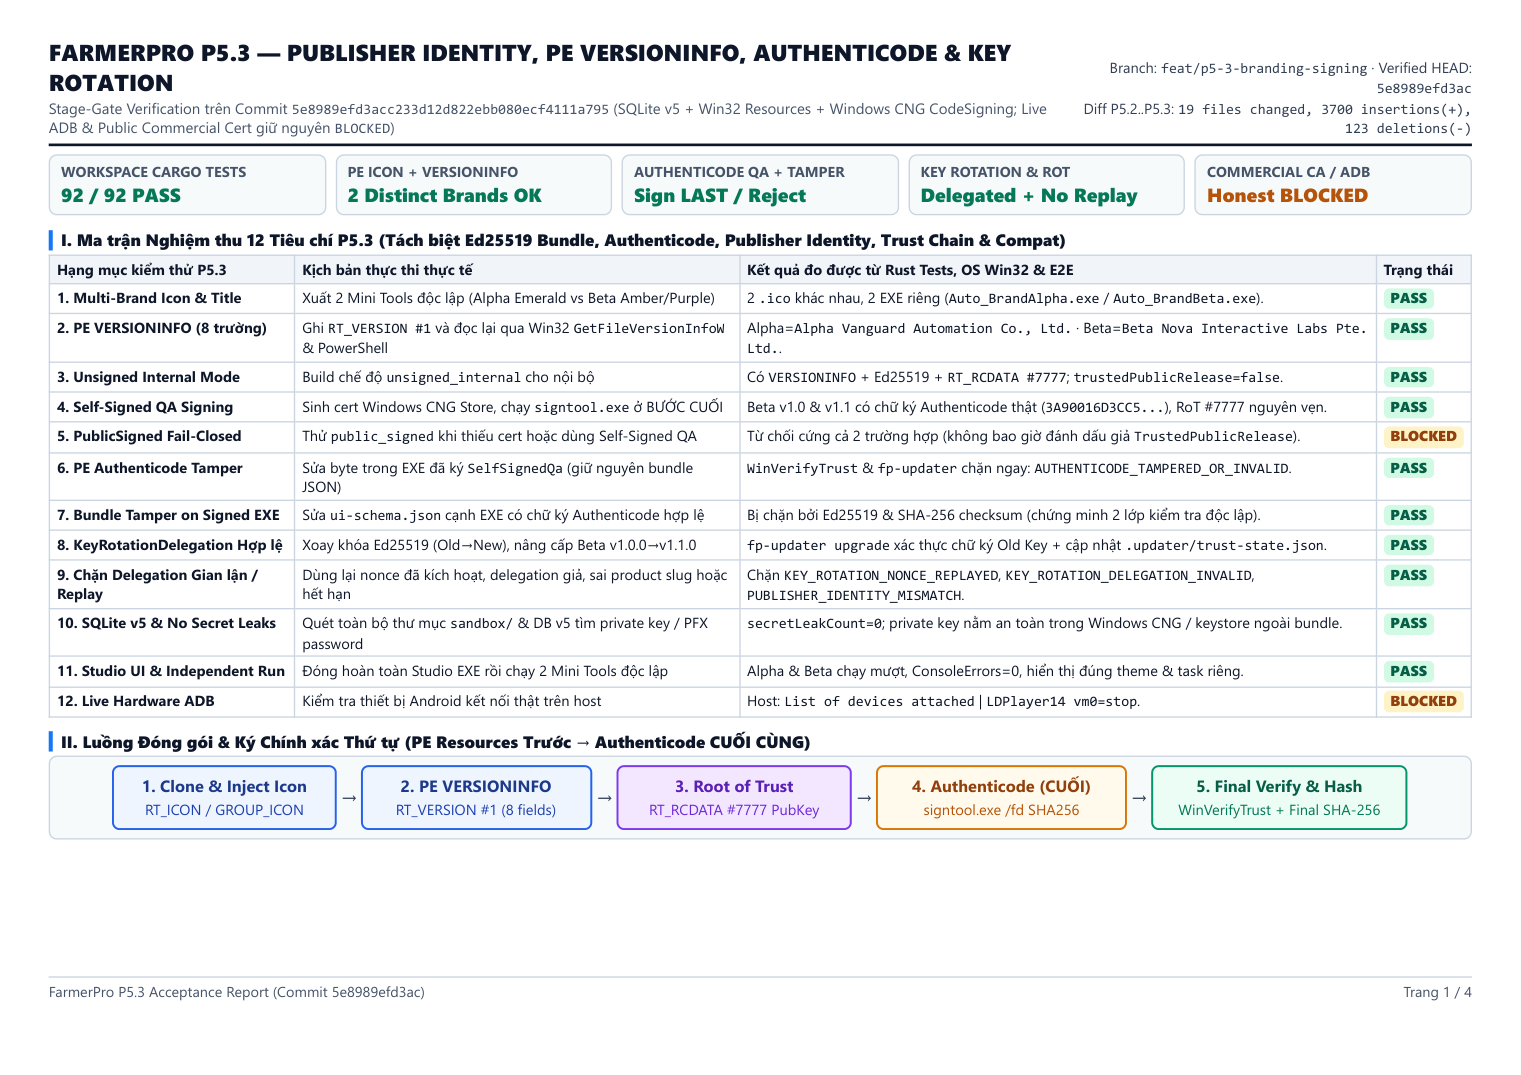 FARMERPRO P5.3 — PUBLISHER IDENTITY, PE VERSIONINFO, AUTHENTICODE & KEY
ROTATION
Stage-Gate Verification trên Commit 5e8989efd3acc233d12d822ebb080ecf4111a795 (SQLite v5 + Win32 Resources + Windows CNG CodeSigning; Live
ADB & Public Commercial Cert giữ nguyên BLOCKED)
Branch: feat/p5-3-branding-signing · Verified HEAD:
5e8989efd3ac
Diff P5.2..P5.3: 19 files changed, 3700 insertions(+),
123 deletions(-)
WORKSPACE CARGO TESTS
92 / 92 PASS
PE ICON + VERSIONINFO
2 Distinct Brands OK
AUTHENTICODE QA + TAMPER
Sign LAST / Reject
KEY ROTATION & ROT
Delegated + No Replay
COMMERCIAL CA / ADB
Honest BLOCKED
I. Ma trận Nghiệm thu 12 Tiêu chí P5.3 (Tách biệt Ed25519 Bundle, Authenticode, Publisher Identity, Trust Chain & Compat)
Hạng mục kiểm thử P5.3 Kịch bản thực thi thực tế Kết quả đo được từ Rust Tests, OS Win32 & E2E Trạng thái
1. Multi-Brand Icon & Title Xuất 2 Mini Tools độc lập (Alpha Emerald vs Beta Amber/Purple) 2 .ico khác nhau, 2 EXE riêng (Auto_BrandAlpha.exe / Auto_BrandBeta.exe). PASS
2. PE VERSIONINFO (8 trường) Ghi RT_VERSION #1 và đọc lại qua Win32 GetFileVersionInfoW Alpha=Alpha Vanguard Automation Co., Ltd. · Beta=Beta Nova Interactive Labs Pte. PASS
& PowerShell Ltd..
3. Unsigned Internal Mode Build chế độ unsigned_internal cho nội bộ Có VERSIONINFO + Ed25519 + RT_RCDATA #7777; trustedPublicRelease=false. PASS
4. Self-Signed QA Signing Sinh cert Windows CNG Store, chạy signtool.exe ở BƯỚC CUỐI Beta v1.0 & v1.1 có chữ ký Authenticode thật (3A90016D3CC5...), RoT #7777 nguyên vẹn. PASS
5. PublicSigned Fail-Closed Thử public_signed khi thiếu cert hoặc dùng Self-Signed QA Từ chối cứng cả 2 trường hợp (không bao giờ đánh dấu giả TrustedPublicRelease). BLOCKED
6. PE Authenticode Tamper Sửa byte trong EXE đã ký SelfSignedQa (giữ nguyên bundle WinVerifyTrust & fp-updater chặn ngay: AUTHENTICODE_TAMPERED_OR_INVALID. PASS
JSON)
7. Bundle Tamper on Signed EXE Sửa ui-schema.json cạnh EXE có chữ ký Authenticode hợp lệ Bị chặn bởi Ed25519 & SHA-256 checksum (chứng minh 2 lớp kiểm tra độc lập). PASS
8. KeyRotationDelegation Hợp lệ Xoay khóa Ed25519 (Old→New), nâng cấp Beta v1.0.0→v1.1.0 fp-updater upgrade xác thực chữ ký Old Key + cập nhật .updater/trust-state.json. PASS
9. Chặn Delegation Gian lận / Dùng lại nonce đã kích hoạt, delegation giả, sai product slug hoặc Chặn KEY_ROTATION_NONCE_REPLAYED, KEY_ROTATION_DELEGATION_INVALID, PASS
Replay hết hạn PUBLISHER_IDENTITY_MISMATCH.
10. SQLite v5 & No Secret Leaks Quét toàn bộ thư mục sandbox/ & DB v5 tìm private key / PFX secretLeakCount=0; private key nằm an toàn trong Windows CNG / keystore ngoài bundle. PASS
password
11. Studio UI & Independent Run Đóng hoàn toàn Studio EXE rồi chạy 2 Mini Tools độc lập Alpha & Beta chạy mượt, ConsoleErrors=0, hiển thị đúng theme & task riêng. PASS
12. Live Hardware ADB Kiểm tra thiết bị Android kết nối thật trên host Host: List of devices attached | LDPlayer14 vm0=stop. BLOCKED
II. Luồng Đóng gói & Ký Chính xác Thứ tự (PE Resources Trước → Authenticode CUỐI CÙNG)
1. Clone & Inject Icon
RT_ICON / GROUP_ICON
→
2. PE VERSIONINFO
RT_VERSION #1 (8 fields)
→
3. Root of Trust
RT_RCDATA #7777 PubKey
→
4. Authenticode (CUỐI)
signtool.exe /fd SHA256
→
5. Final Verify & Hash
WinVerifyTrust + Final SHA-256
FarmerPro P5.3 Acceptance Report (Commit 5e8989efd3ac) Trang 1 / 4